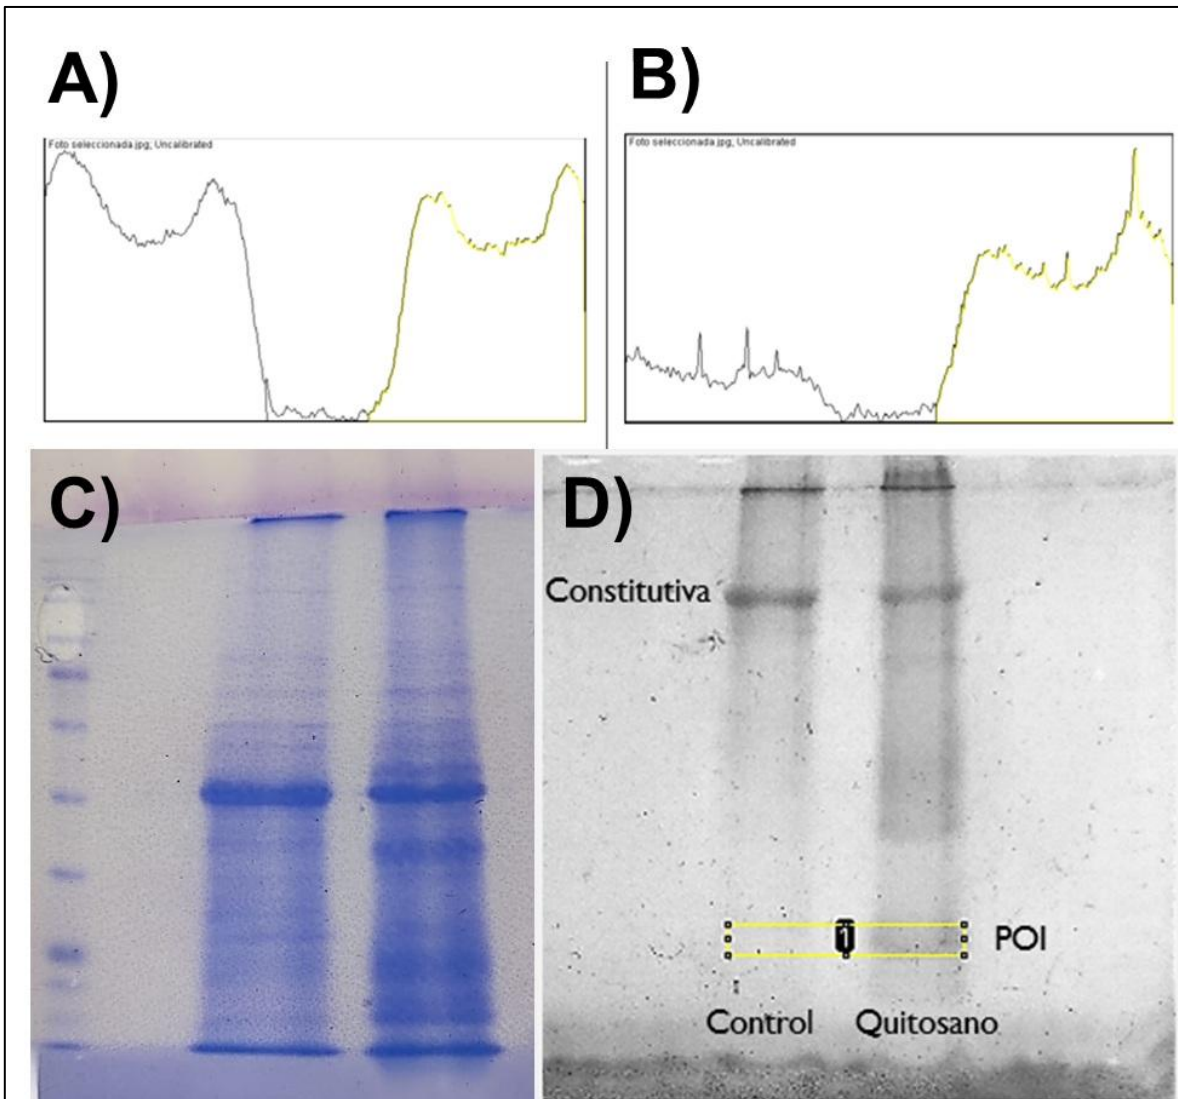 A)
B)
Foto seleccionada.jpg; Uncalibrated
Foto seleccionada.jpg; Uncalibrated
C)
D)
Constitutiva
1
POI
Control
Quitosano